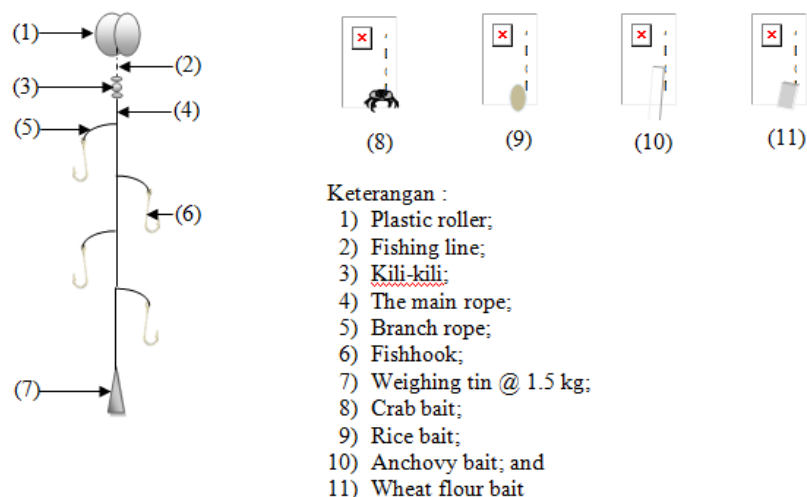 (1)
(2)
(3)
(4)
(5)
(6)
(7)
(8)
(9)
(10)
(11)
Keterangan :
1) Plastic roller;
2) Fishing line;
3) Kili-kili;
4) The main rope;
5) Branch rope;
6) Fishhook;
7) Weighing tin @ 1.5 kg;
8) Crab bait;
9) Rice bait;
10) Anchovy bait; and
11) Wheat flour bait